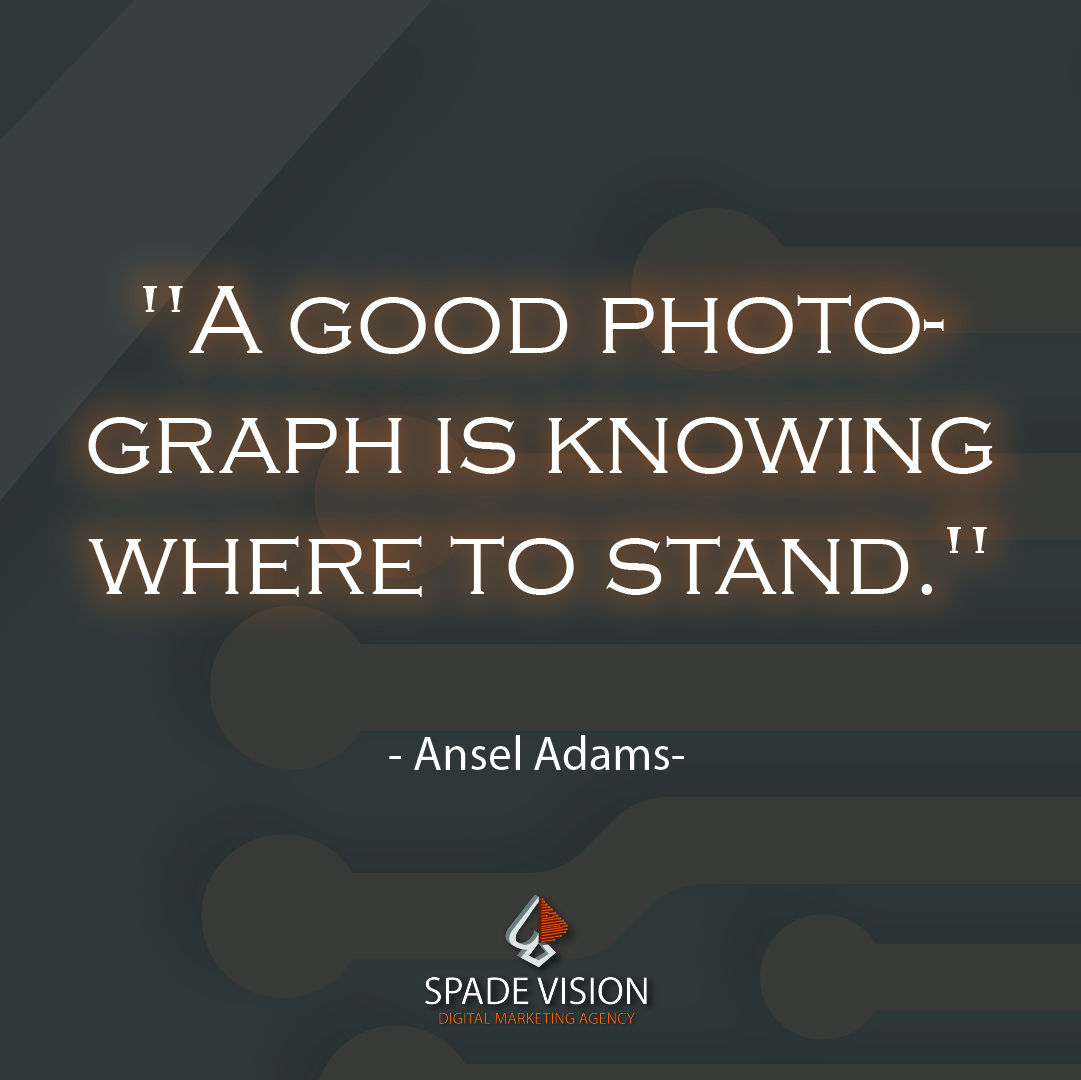 "A GOOD PHOTO-
GRAPH IS KNOWING
WHERE TO STAND."
- Ansel Adams-
SPADE VISION
DIGITAL MARKETING AGENCY